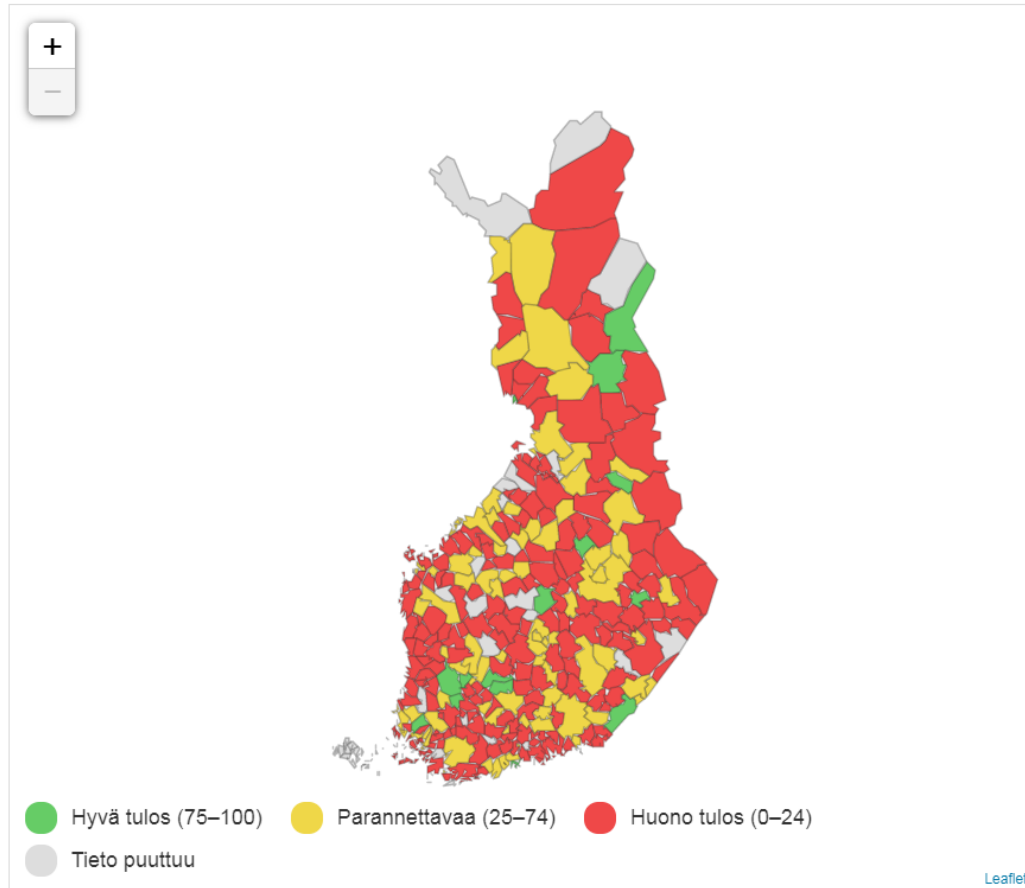 +
−
Hyvä tulos (75–100) Parannettavaa (25–74) Huono tulos (0–24)
Tieto puuttuu
Leaflet